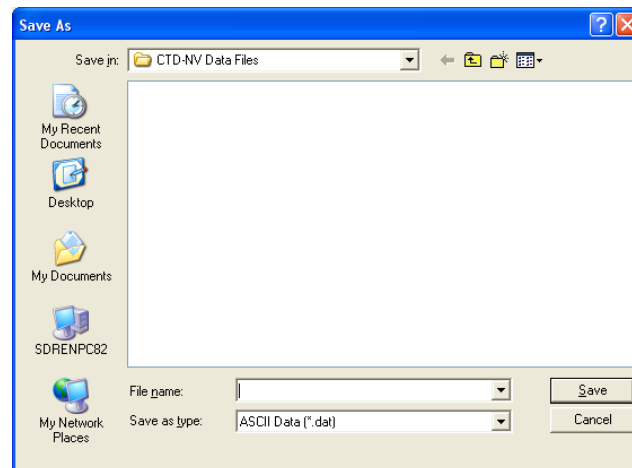 Save As
Save in:
CTD-NV Data Files
My Recent
Documents
Desktop
My Documents
SDRENPC82
My Network
Places
File name:
Save
Save as type:
ASCII Data (*.dat)
Cancel